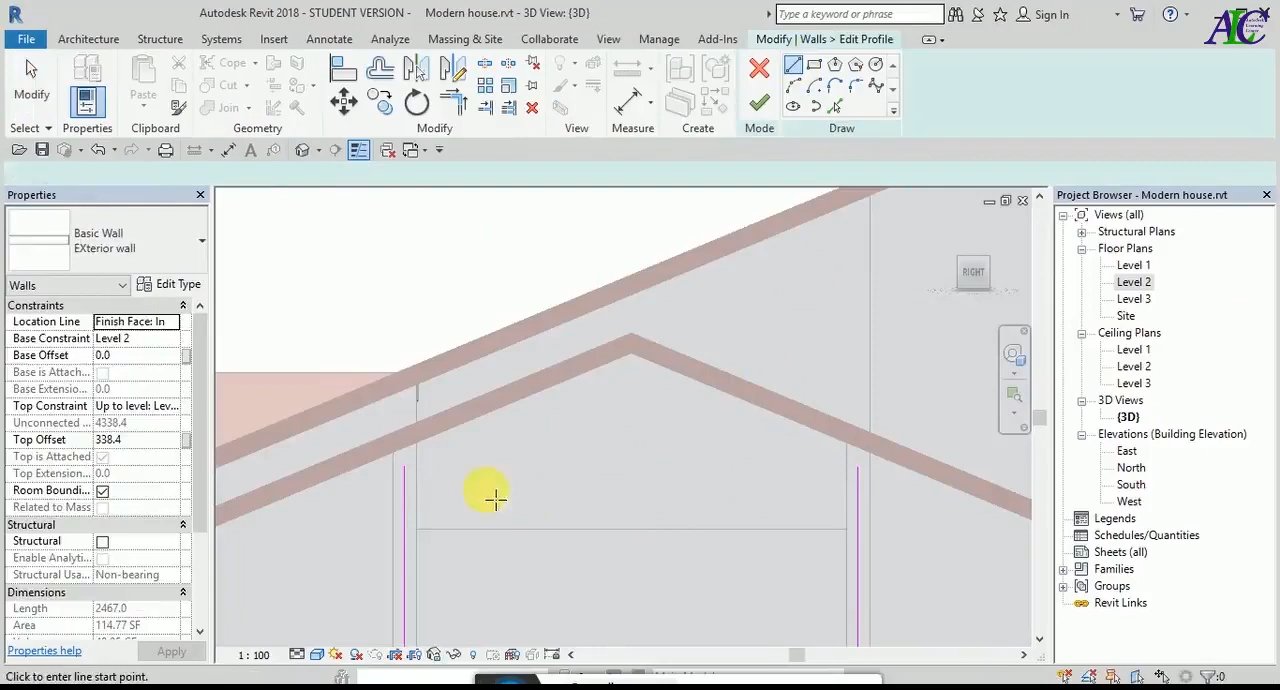 Autodesk Revit 2018 - STUDENT VERSION - Modern house.rvt - 3D View: {3D}
Type a keyword or phrase
Sign In
ALC
File Architecture Structure Systems Insert Annotate Analyze Massing & Site Collaborate View Manage Add-Ins Modify | Walls > Edit Profile
Modify
Paste
Cope
Cut
Join
Select Properties Clipboard Geometry Modify View Measure Create Mode Draw
Properties
Basic Wall
EXterior wall
Walls
Edit Type
Constraints
Location Line Finish Face: In
Base Constraint Level 2
Base Offset 0.0
Base is Attach...
Base Extensio... 0.0
Top Constraint Up to level: Lev...
Unconnected ... 4338.4
Top Offset 338.4
Top is Attached
Top Extension... 0.0
Room Boundi...
Related to Mass
Structural
Structural
Enable Analyti...
Structural Usa... Non-bearing
Dimensions
Length 2467.0
Area 114.77 SF
Properties help
Apply
RIGHT
1 : 100
Click to enter line start point.
:0
Project Browser - Modern house.rvt
Views (all)
Structural Plans
Floor Plans
Level 1
Level 2
Level 3
Site
Ceiling Plans
Level 1
Level 2
Level 3
3D Views
{3D}
Elevations (Building Elevation)
East
North
South
West
Legends
Schedules/Quantities
Sheets (all)
Families
Groups
Revit Links